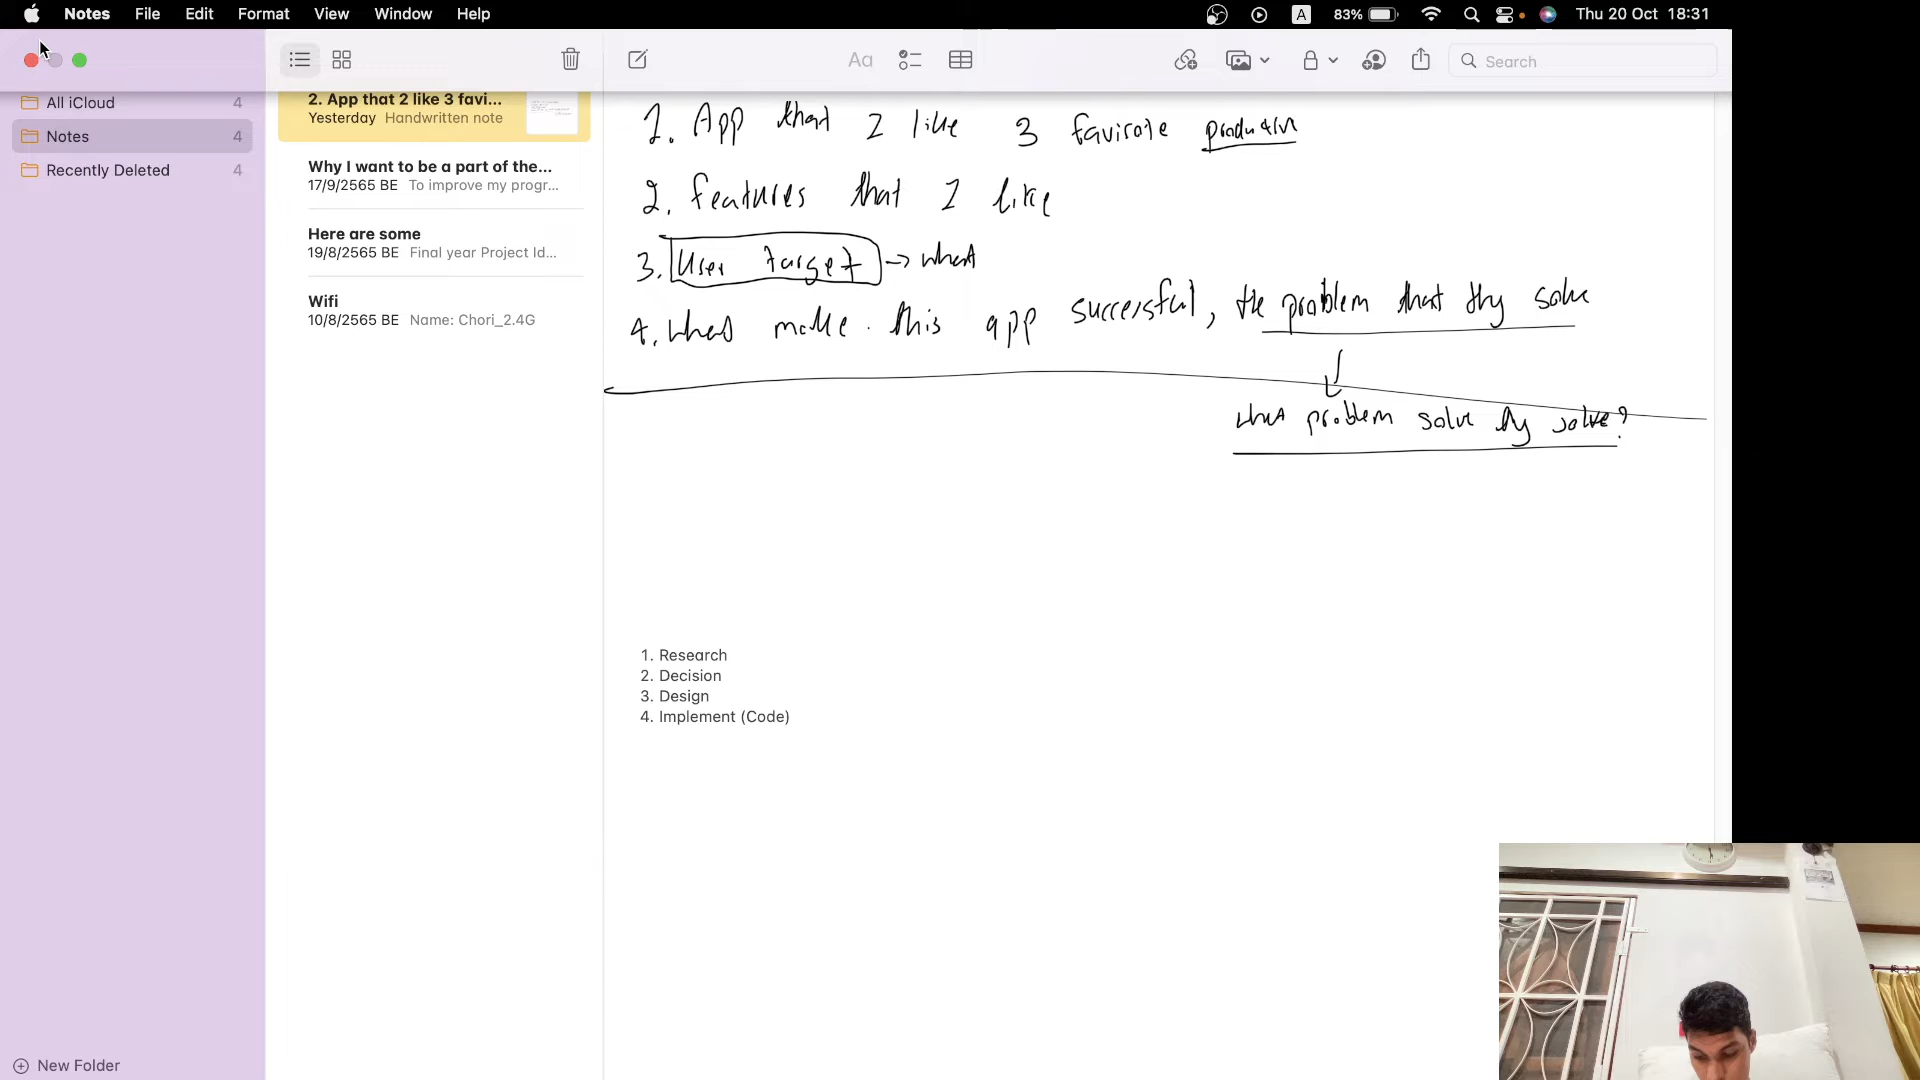 Notes File Edit Format View Window Help A 83% Thu 20 Oct 18:31
Aa Search
All iCloud 4
Notes 4
Recently Deleted 4
New Folder
2. App that 2 like 3 favi...
Yesterday Handwritten note
Why I want to be a part of the...
17/9/2565 BE To improve my progr...
Here are some
19/8/2565 BE Final year Project Id...
Wifi
10/8/2565 BE Name: Chori_2.4G
1. App that I like 3
2. features that I like
3. User target → what
4. what make this app successful, the problem that thy solve
what problem solve thy solve?
1. Research
2. Decision
3. Design
4. Implement (Code)